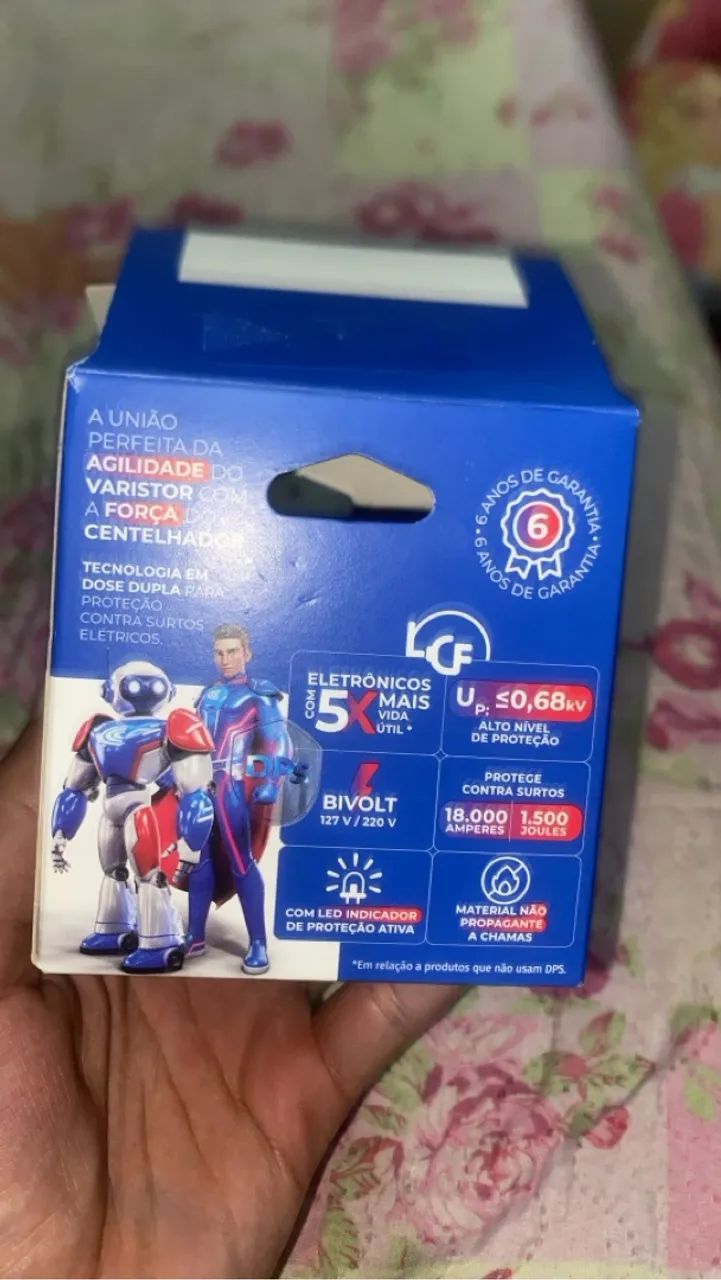 A UNIÃO
PERFEITA DA
AGILIDADE DO
VARISTOR COM
A FORÇA DO
CENTELHADOR
TECNOLOGIA EM
DOSE DUPLA PARA
PROTEÇÃO
CONTRA SURTOS
ELÉTRICOS.
• 6 ANOS DE GARANTIA •
6 ANOS DE GARANTIA
6
DPS
ELETRÔNICOS
COM 5X MAIS
VIDA
ÚTIL *
Up: ≤0,68kV
ALTO NÍVEL
DE PROTEÇÃO
BIVOLT
127 V / 220 V
PROTEGE
CONTRA SURTOS
18.000 1.500
AMPERES JOULES
COM LED INDICADOR
DE PROTEÇÃO ATIVA
MATERIAL NÃO
PROPAGANTE
A CHAMAS
*Em relação a produtos que não usam DPS.